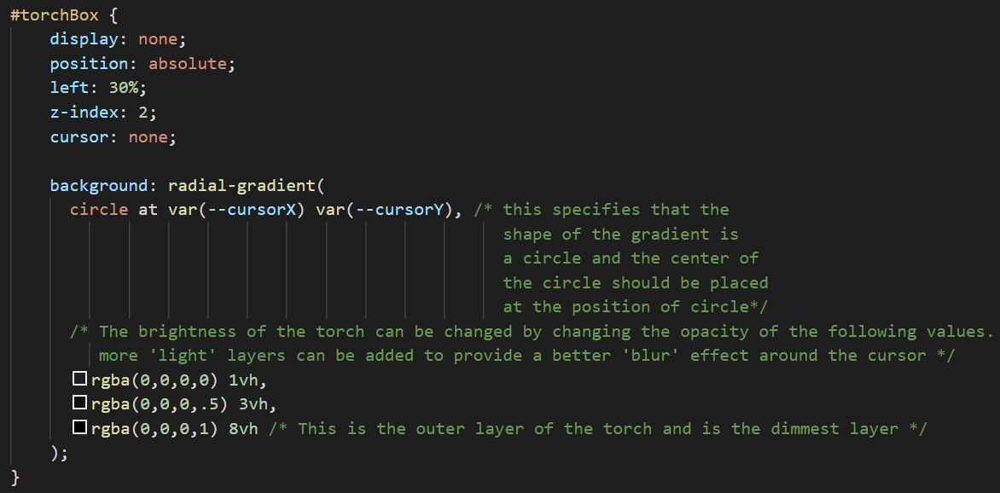 #torchBox {
    display: none;
    position: absolute;
    left: 30%;
    z-index: 2;
    cursor: none;

    background: radial-gradient(
      circle at var(--cursorX) var(--cursorY), /* this specifies that the
                                                  shape of the gradient is
                                                  a circle and the center of
                                                  the circle should be placed
                                                  at the position of circle*/
      /* The brightness of the torch can be changed by changing the opacity of the following values.
         more 'light' layers can be added to provide a better 'blur' effect around the cursor */
      rgba(0,0,0,0) 1vh,
      rgba(0,0,0,.5) 3vh,
      rgba(0,0,0,1) 8vh /* This is the outer layer of the torch and is the dimmest layer */
    );
}